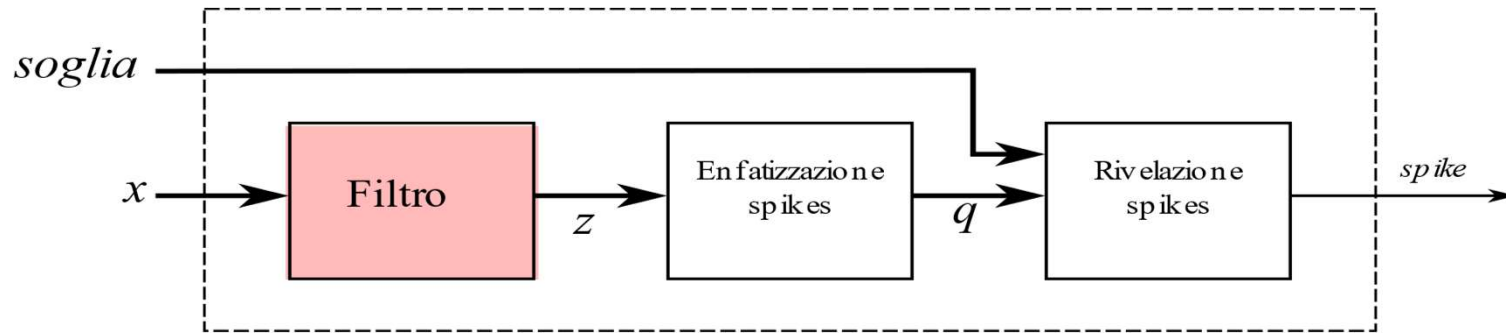 soglia
x
Filtro
z
Enfatizzazione
spikes
q
Rivelazione
spikes
spike